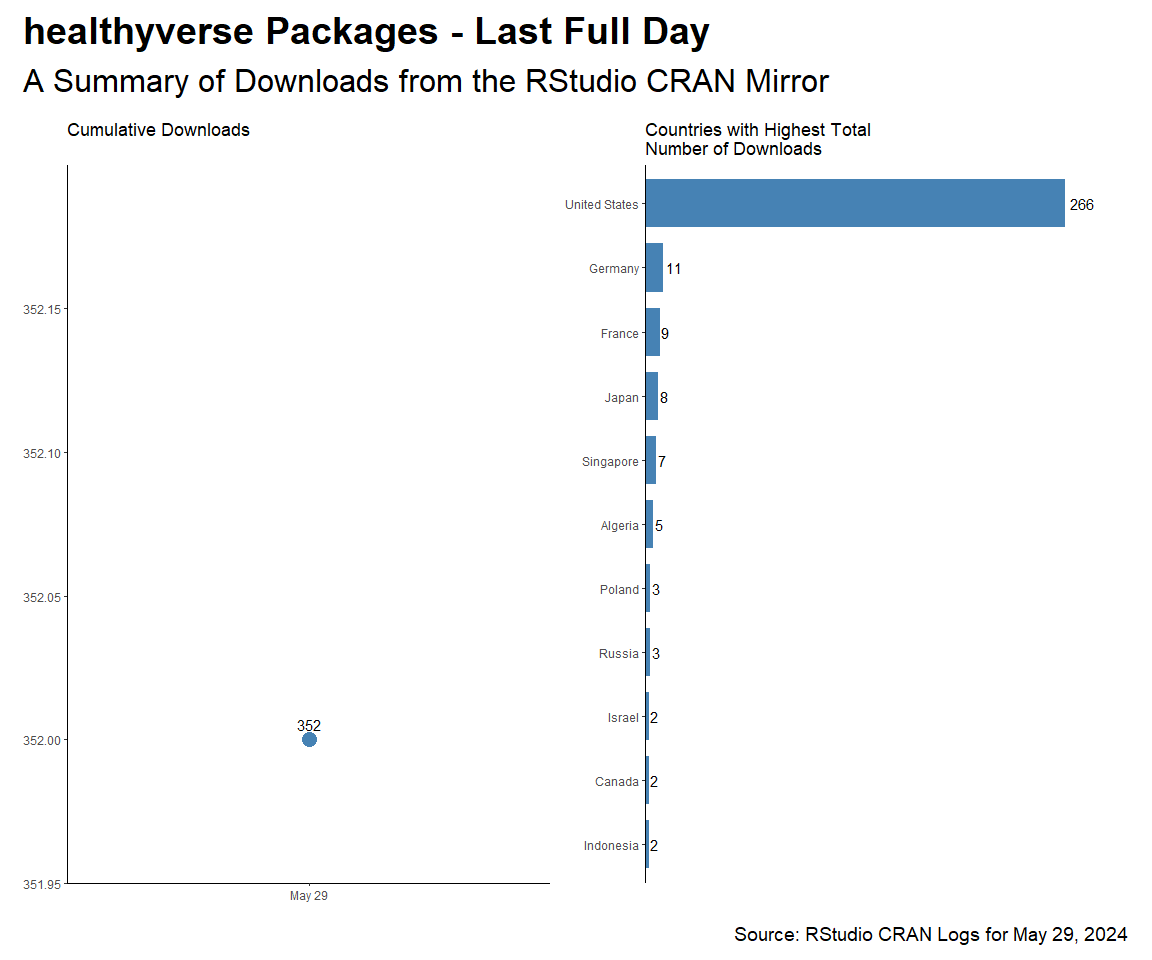 healthyverse Packages - Last Full Day
A Summary of Downloads from the RStudio CRAN Mirror
Cumulative Downloads
352.15
352.10
352.05
352.00
351.95
352
May 29
Countries with Highest Total
Number of Downloads
United States 266
Germany 11
France 9
Japan 8
Singapore 7
Algeria 5
Poland 3
Russia 3
Israel 2
Canada 2
Indonesia 2
Source: RStudio CRAN Logs for May 29, 2024